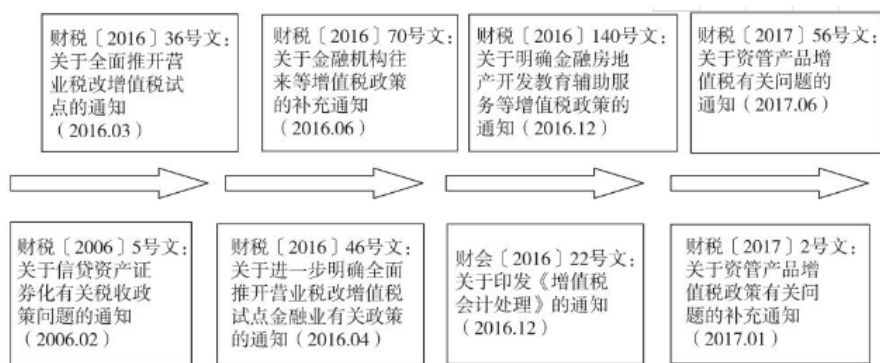 财税〔2016〕36号文：
关于全面推开营
业税改增值税试
点的通知
（2016.03）
财税〔2016〕70号文：
关于金融机构往
来等增值税政策
的补充通知
（2016.06）
财税〔2016〕140号文：
关于明确金融房地
产开发教育辅助服
务等增值税政策的
通知（2016.12）
财税〔2017〕56号文：
关于资管产品增
值税有关问题的
通知（2017.06）
财税〔2006〕5号文：
关于信贷资产证
券化有关税收政
策问题的通知
（2006.02）
财税〔2016〕46号文：
关于进一步明确全面
推开营业税改增值税
试点金融业有关政策
的通知（2016.04）
财会〔2016〕22号文：
关于印发《增值税
会计处理》的通知
（2016.12）
财税〔2017〕2号文：
关于资管产品增
值税政策有关问
题的补充通知
（2017.01）